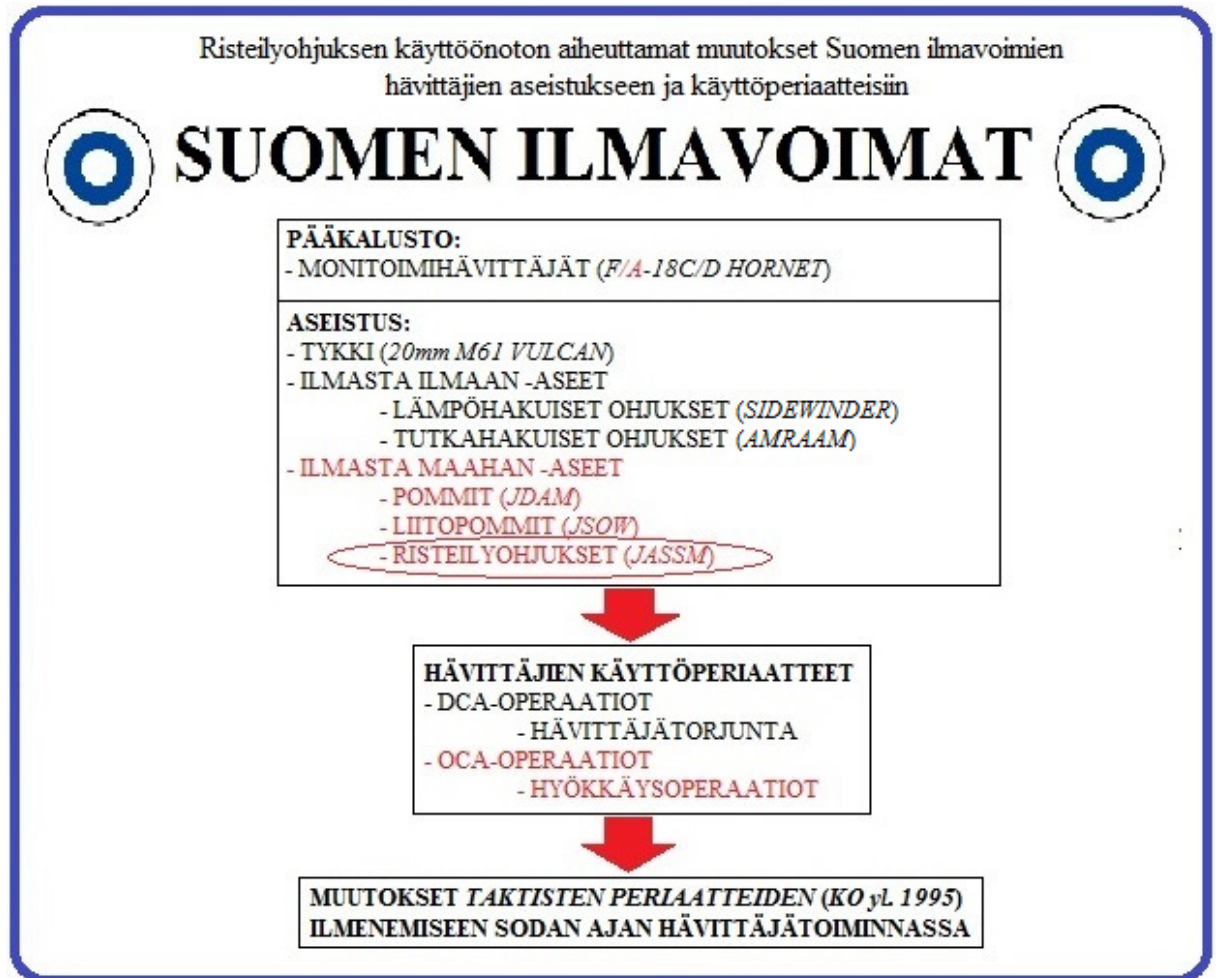 Risteilyohjuksen käyttöönoton aiheuttamat muutokset Suomen ilmavoimien
hävittäjien aseistukseen ja käyttöperiaatteisiin
SUOMEN ILMAVOIMAT
PÄÄKALUSTO:
- MONITOIMIHÄVITTÄJÄT (F/A-18C/D HORNET)
ASEISTUS:
- TYKKI (20mm M61 VULCAN)
- ILMASTA ILMAAN -ASEET
- LÄMPÖHAKUISET OHJUKSET (SIDEWINDER)
- TUTKAHAKUISET OHJUKSET (AMRAAM)
- ILMASTA MAAHAN -ASEET
- POMMIT (JDAM)
- LIITOPOMMIT (JSOW)
- RISTEILYOHJUKSET (JASSM)
HÄVITTÄJIEN KÄYTTÖPERIAATTEET
- DCA-OPERAATIOT
- HÄVITTÄJÄTORJUNTA
- OCA-OPERAATIOT
- HYÖKKÄYSOPERAATIOT
MUUTOKSET TAKTISTEN PERIAATTEIDEN (KO yl. 1995)
ILMENEMISEEN SODAN AJAN HÄVITTÄJÄTOIMINNASSA